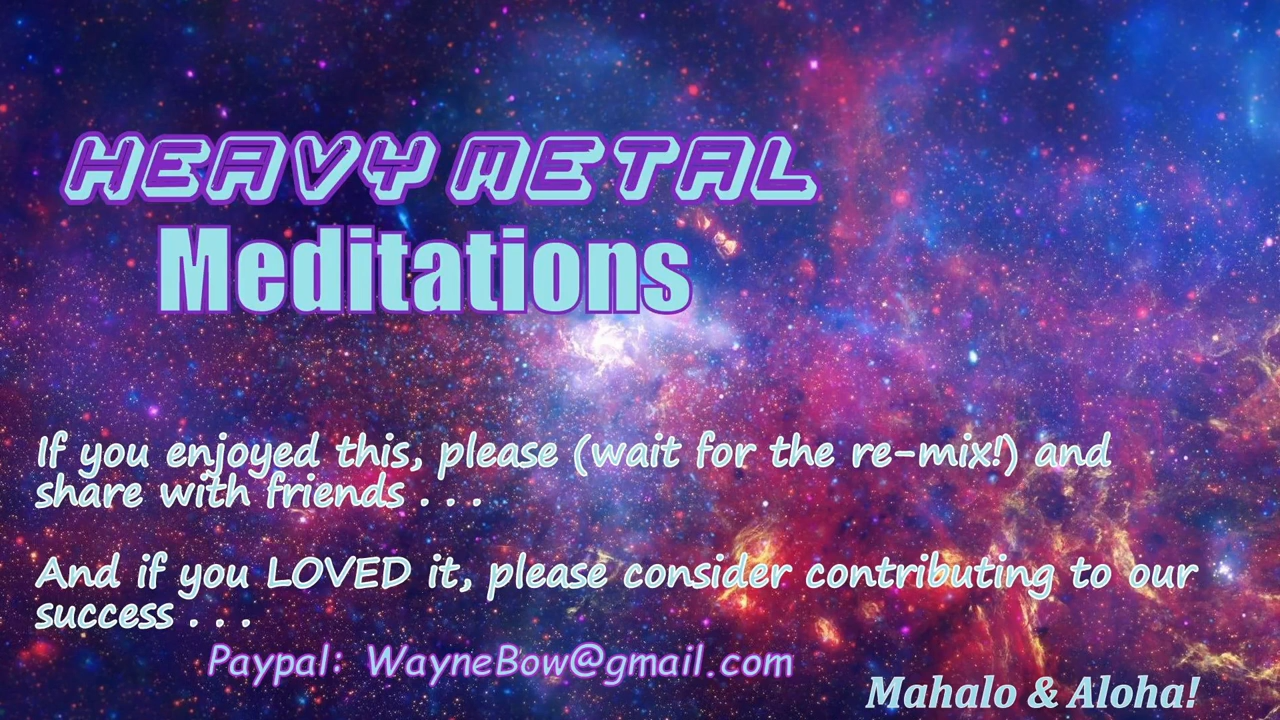 HEAVY METAL
Meditations
If you enjoyed this, please (wait for the re-mix!) and
share with friends . . .
And if you LOVED it, please consider contributing to our
success . . .
Paypal: WayneBow@gmail.com
Mahalo & Aloha!